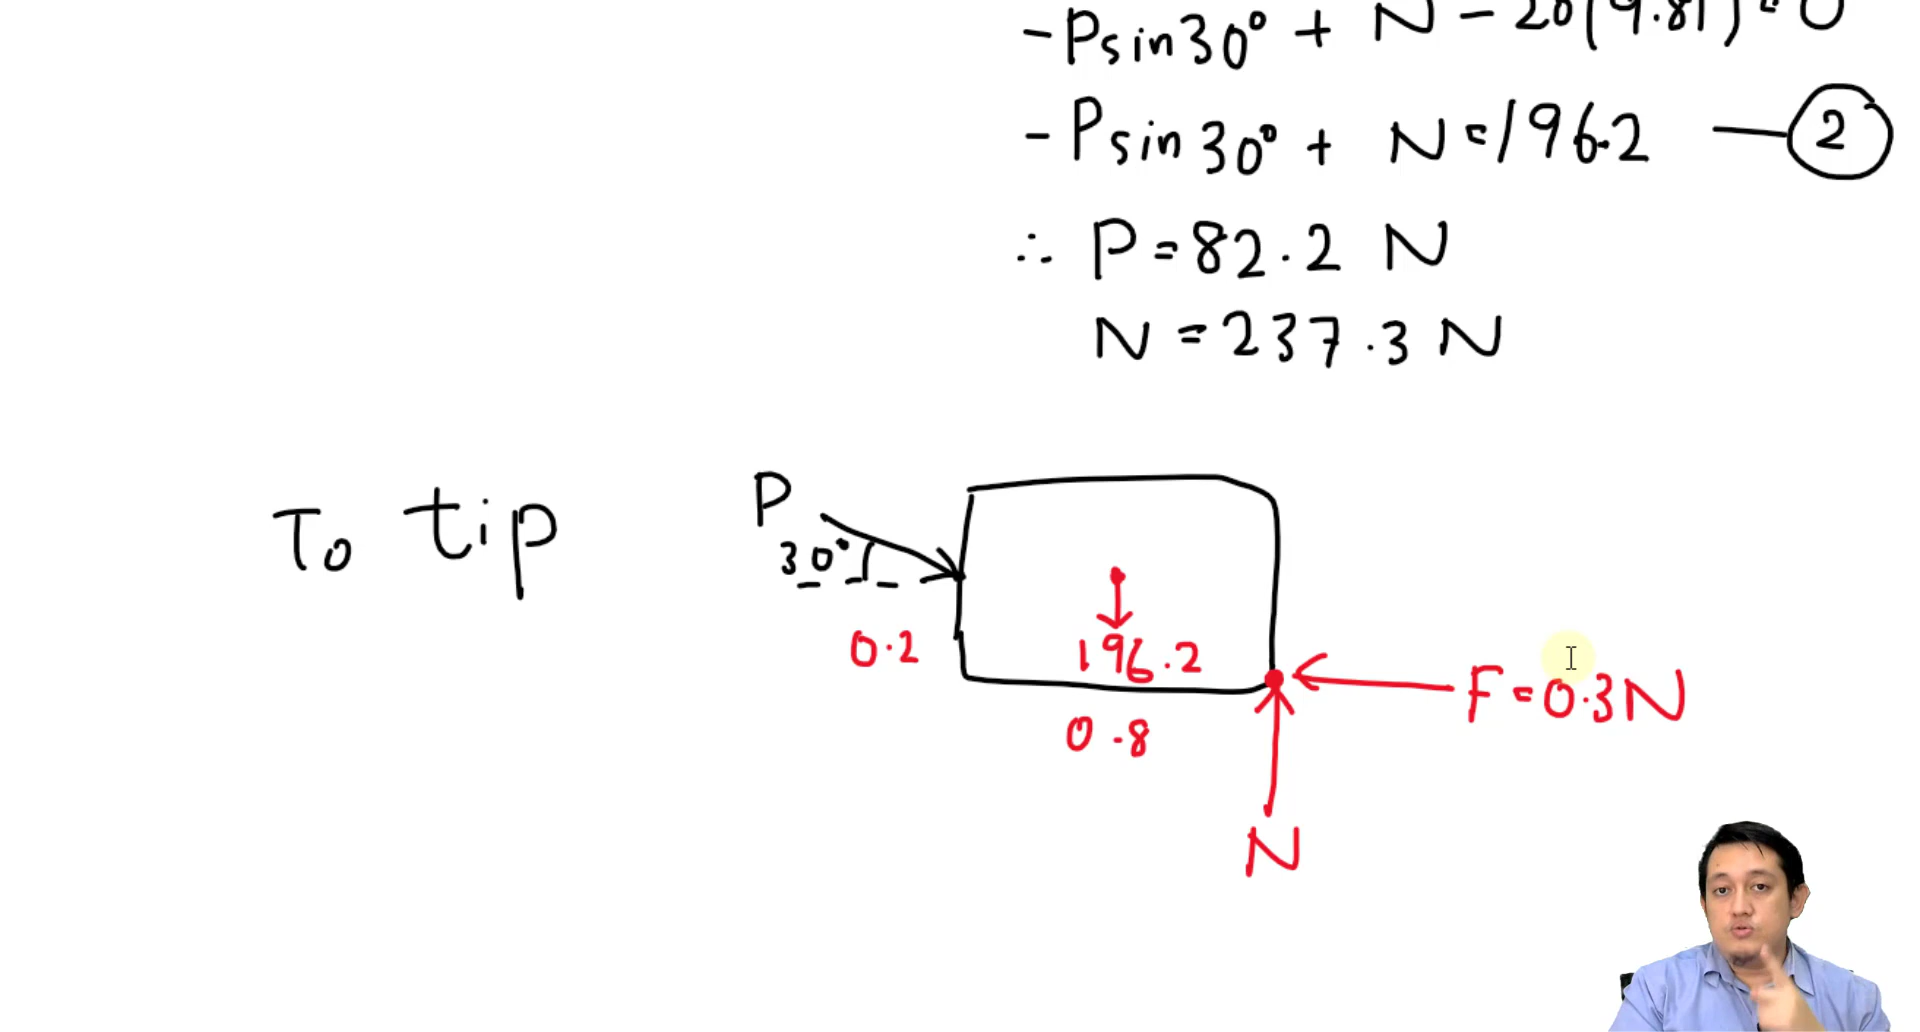 -Psin30° + N - 20(9.81) = 0
-Psin30° + N = 196.2 — 2
∴ P = 82.2 N
N = 237.3 N
To tip
P
30°
0.2
196.2
F = 0.3N
0.8
N